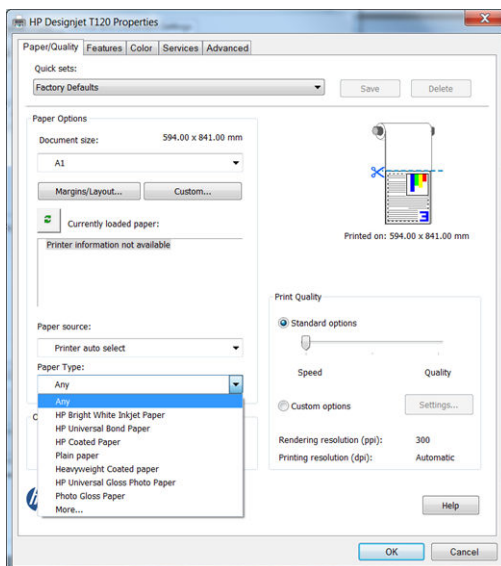 HP Designjet T120 Properties
Paper/Quality Features Color Services Advanced
Quick sets:
Factory Defaults
Save Delete
Paper Options
Document size: 594.00 x 841.00 mm
A1
Margins/Layout... Custom...
Currently loaded paper:
Printer information not available
Printed on: 594.00 x 841.00 mm
Paper source:
Printer auto select
Paper Type:
Any
Any
HP Bright White Inkjet Paper
HP Universal Bond Paper
HP Coated Paper
Plain paper
Heavyweight Coated paper
HP Universal Gloss Photo Paper
Photo Gloss Paper
More...
Print Quality
Standard options
Speed Quality
Custom options Settings...
Rendering resolution (ppi): 300
Printing resolution (dpi): Automatic
Help
OK Cancel